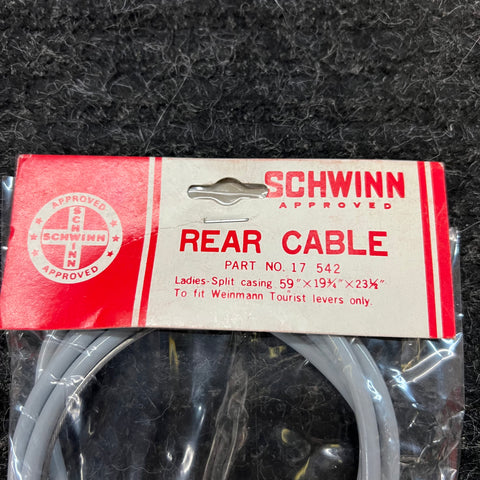 APPROVED
SCHWINN
SCHWINN
APPROVED
SCHWINN
APPROVED
REAR CABLE
PART NO. 17 542
Ladies-Split casing 59"×19¾"×23½"
To fit Weinmann Tourist levers only.